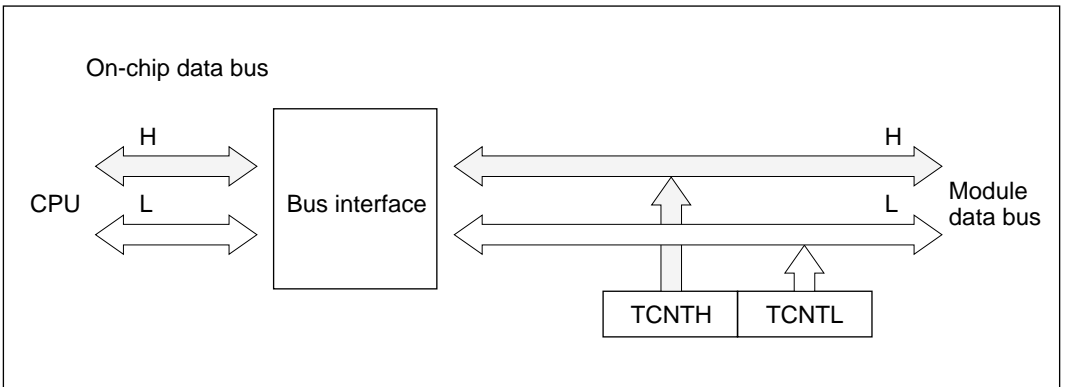 On-chip data bus
H
H
CPU
L
Bus interface
L
Module
data bus
TCNTH
TCNTL